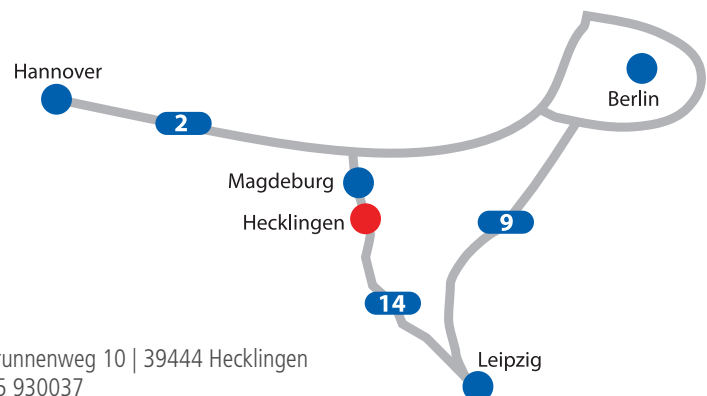 Hannover
Berlin
2
Magdeburg
Hecklingen
9
14
Leipzig
runnenweg 10 | 39444 Hecklingen
5 930037